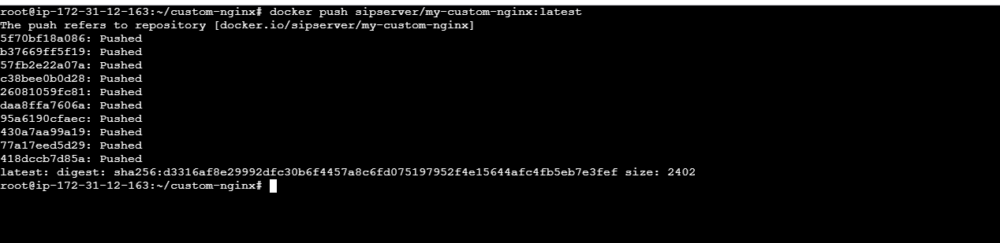 root@ip-172-31-12-163:~/custom-nginx# docker push sipserver/my-custom-nginx:latest
The push refers to repository [docker.io/sipserver/my-custom-nginx]
5f70bf18a086: Pushed
b37669ff5f19: Pushed
57fb2e22a07a: Pushed
c38bee0b0d28: Pushed
26081059fc81: Pushed
daa8ffa7606a: Pushed
95a6190cfaec: Pushed
430a7aa99a19: Pushed
77a17eed5d29: Pushed
418dccb7d85a: Pushed
latest: digest: sha256:d3316af8e29992dfc30b6f4457a8c6fd075197952f4e15644afc4fb5eb7e3fef size: 2402
root@ip-172-31-12-163:~/custom-nginx#